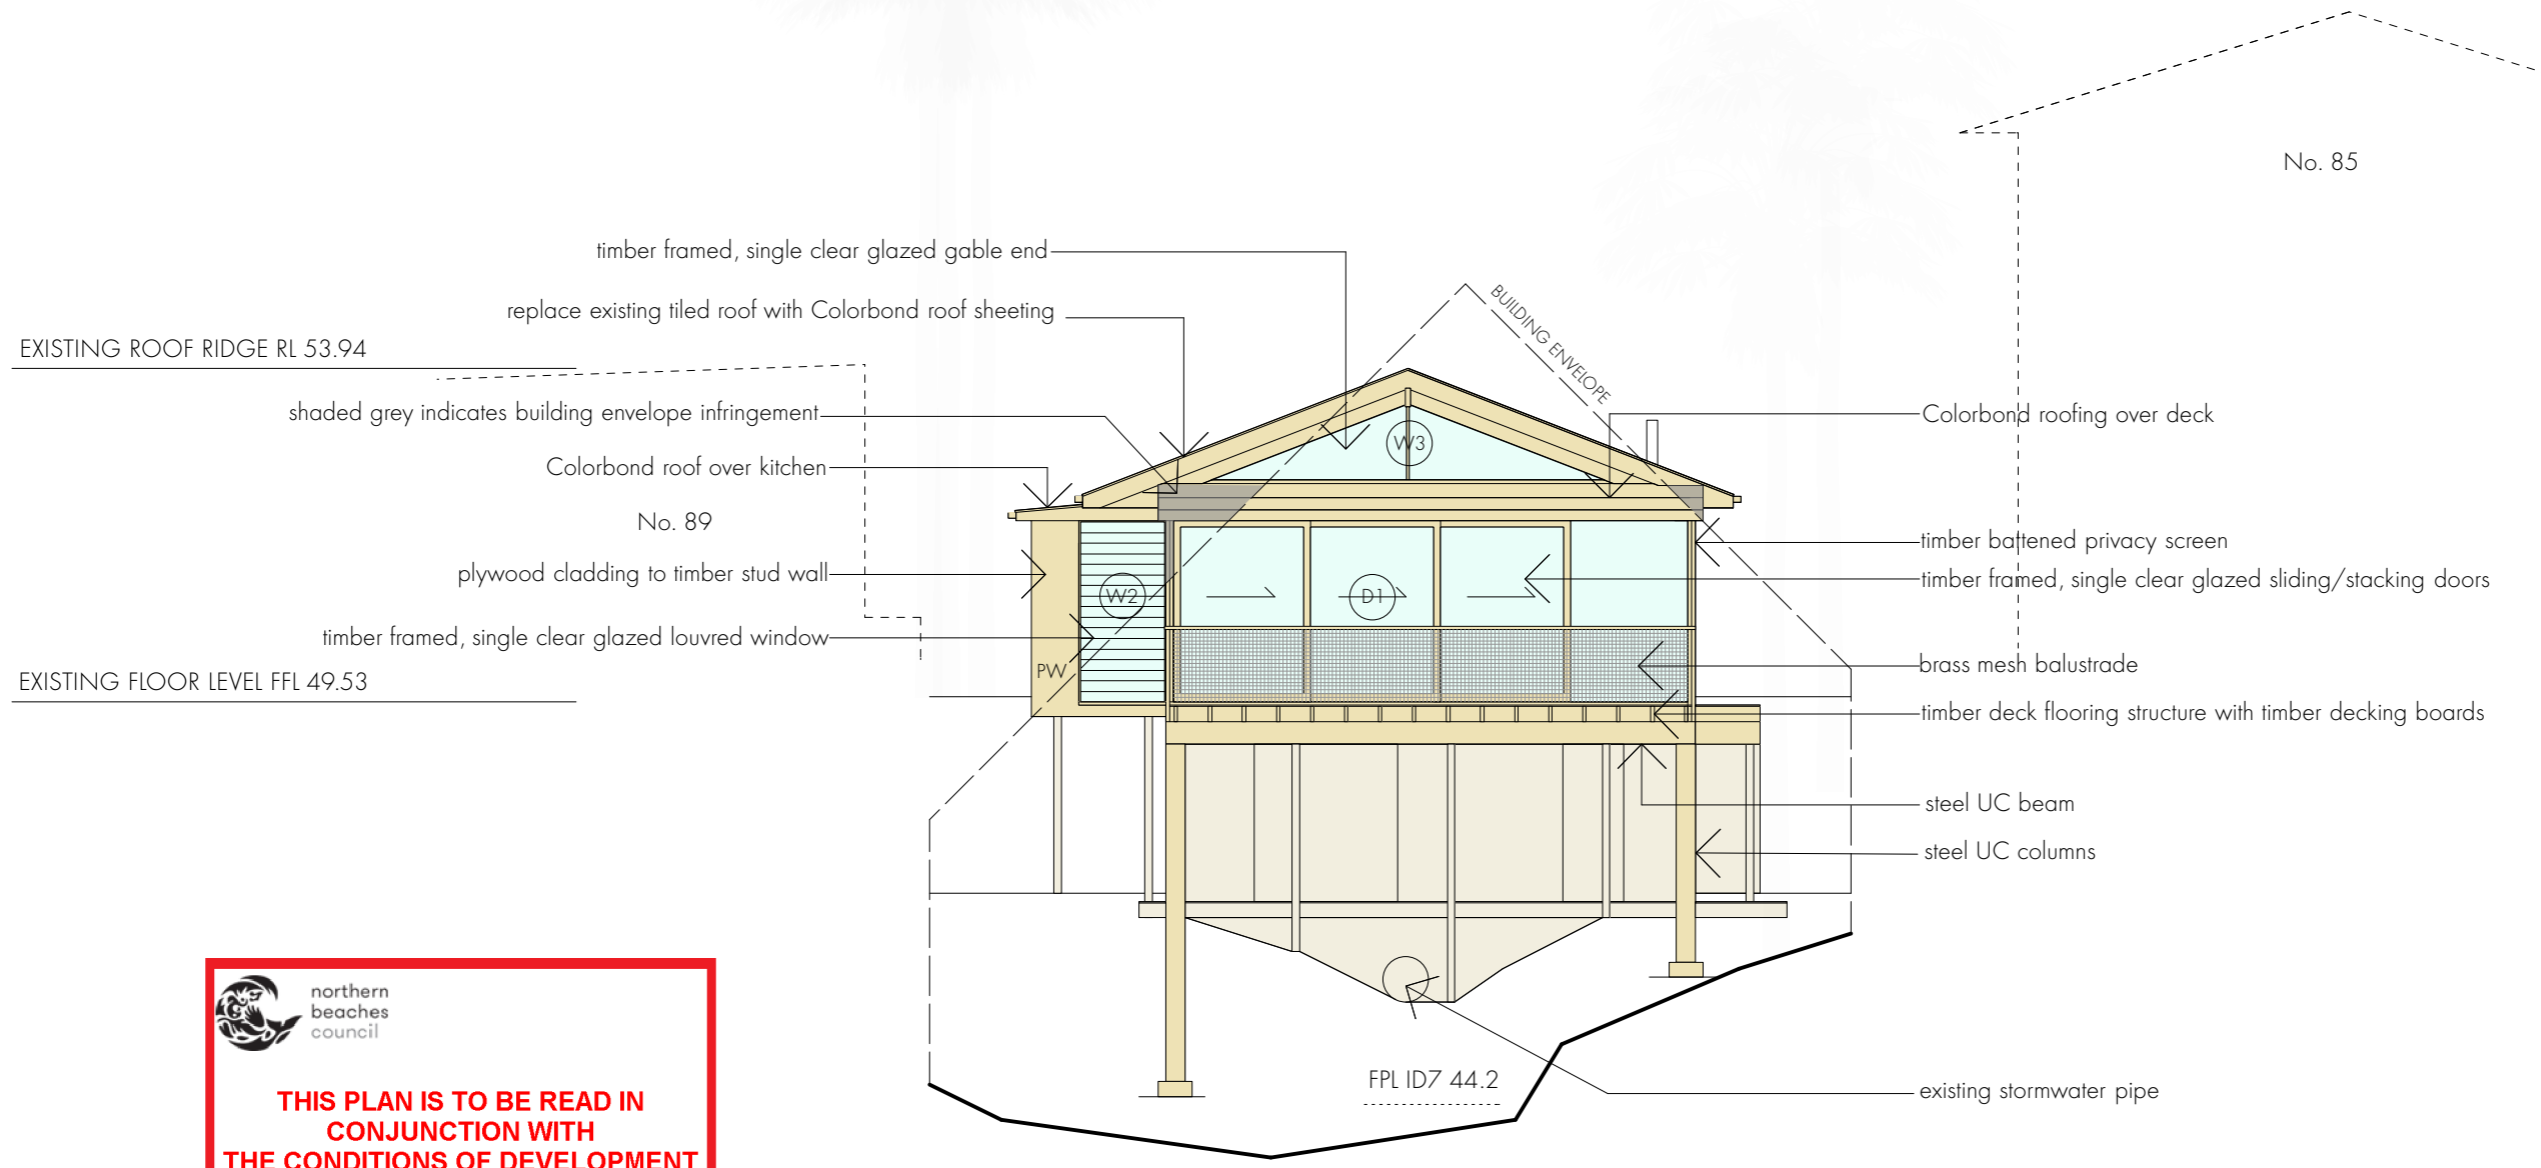 No. 85
timber framed, single clear glazed gable end
BUILDING ENVELOPE
replace existing tiled roof with Colorbond roof sheeting
EXISTING ROOF RIDGE RL 53.94
shaded grey indicates building envelope infringement
Colorbond roofing over deck
W3
Colorbond roof over kitchen
No. 89
timber battened privacy screen
plywood cladding to timber stud wall
timber framed, single clear glazed sliding/stacking doors
W2
D1
timber framed, single clear glazed louvred window
brass mesh balustrade
PW
EXISTING FLOOR LEVEL FFL 49.53
timber deck flooring structure with timber decking boards
steel UC beam
steel UC columns
northern
beaches
council
FPL ID7 44.2
existing stormwater pipe
THIS PLAN IS TO BE READ IN
CONJUNCTION WITH
THE CONDITIONS OF DEVELOPMENT